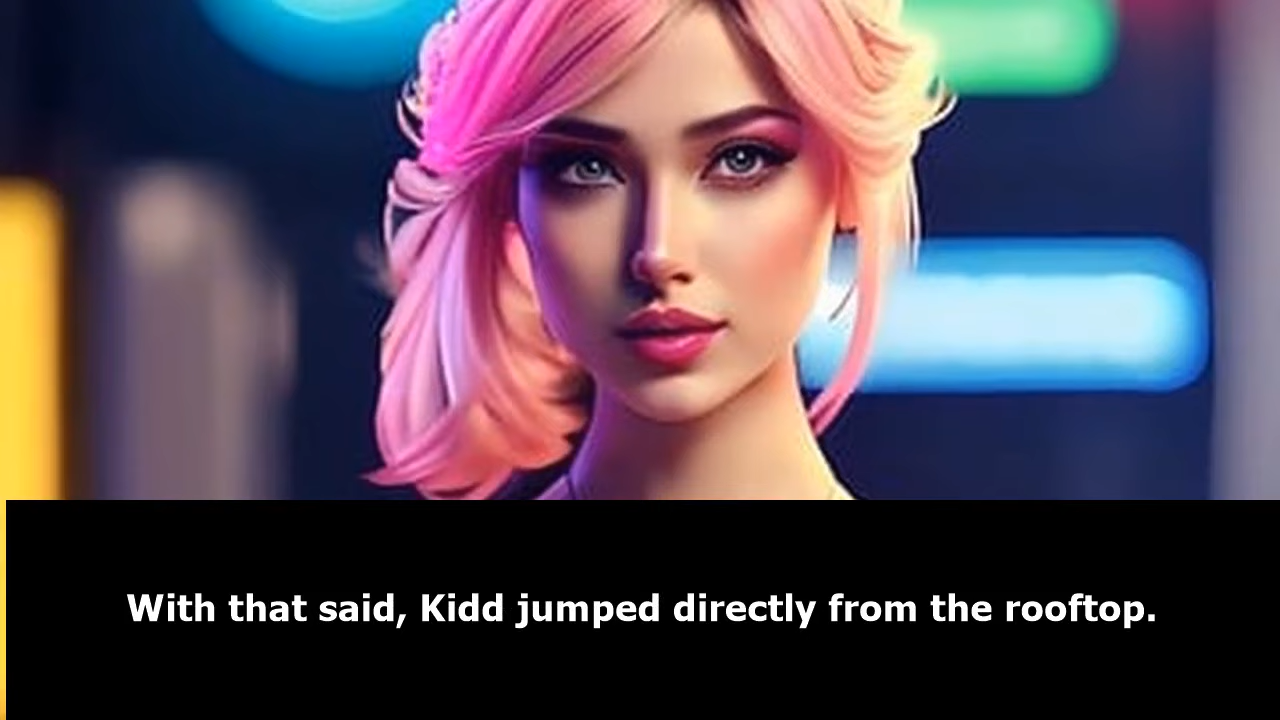 With that said, Kidd jumped directly from the rooftop.